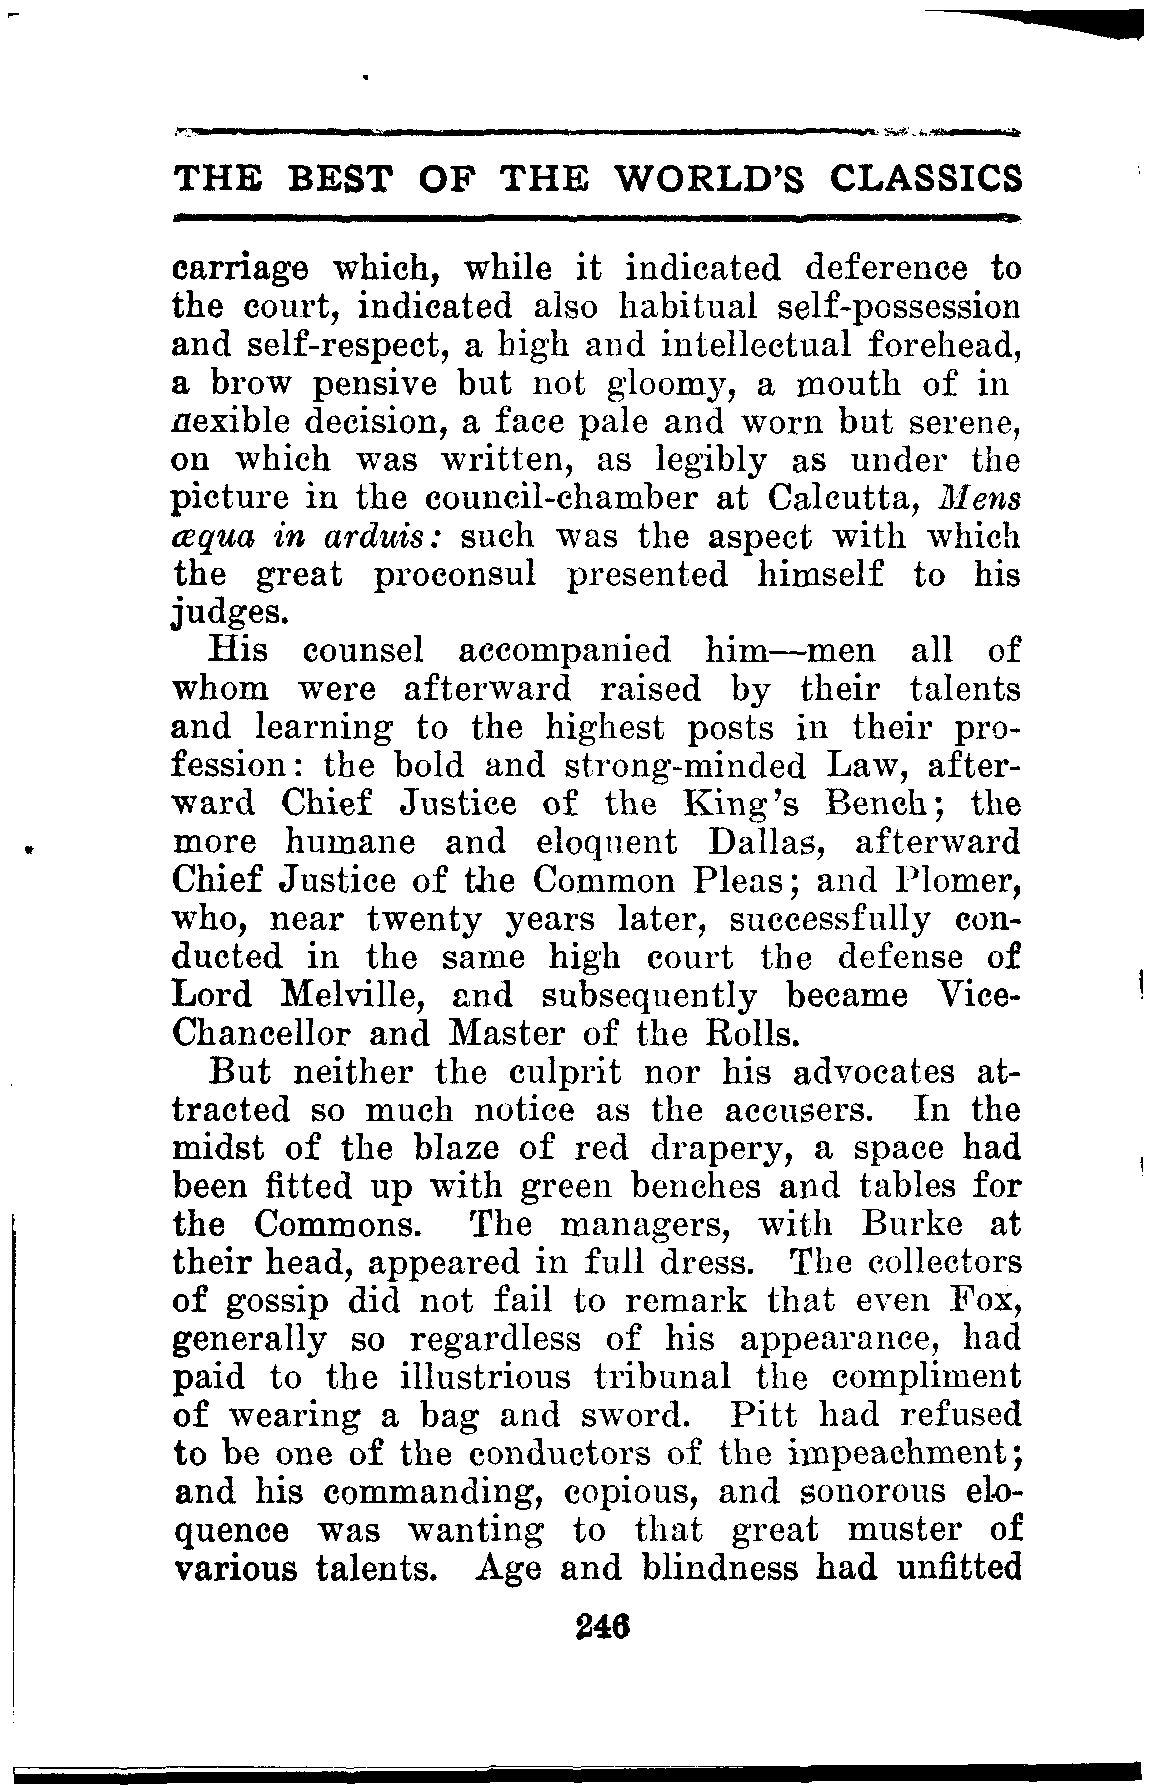 THE BEST OF THE WORLD'S CLASSICS
carriage which, while it indicated deference to
the court, indicated also habitual self-possession
and self-respect, a high and intellectual forehead,
a brow pensive but not gloomy, a mouth of in
flexible decision, a face pale and worn but serene,
on which was written, as legibly as under the
picture in the council-chamber at Calcutta, Mens
æqua in arduis: such was the aspect with which
the great proconsul presented himself to his
judges.
His counsel accompanied him—men all of
whom were afterward raised by their talents
and learning to the highest posts in their pro-
fession: the bold and strong-minded Law, after-
ward Chief Justice of the King's Bench; the
more humane and eloquent Dallas, afterward
Chief Justice of the Common Pleas; and Plomer,
who, near twenty years later, successfully con-
ducted in the same high court the defense of
Lord Melville, and subsequently became Vice-
Chancellor and Master of the Rolls.
But neither the culprit nor his advocates at-
tracted so much notice as the accusers. In the
midst of the blaze of red drapery, a space had
been fitted up with green benches and tables for
the Commons. The managers, with Burke at
their head, appeared in full dress. The collectors
of gossip did not fail to remark that even Fox,
generally so regardless of his appearance, had
paid to the illustrious tribunal the compliment
of wearing a bag and sword. Pitt had refused
to be one of the conductors of the impeachment;
and his commanding, copious, and sonorous elo-
quence was wanting to that great muster of
various talents. Age and blindness had unfitted
246